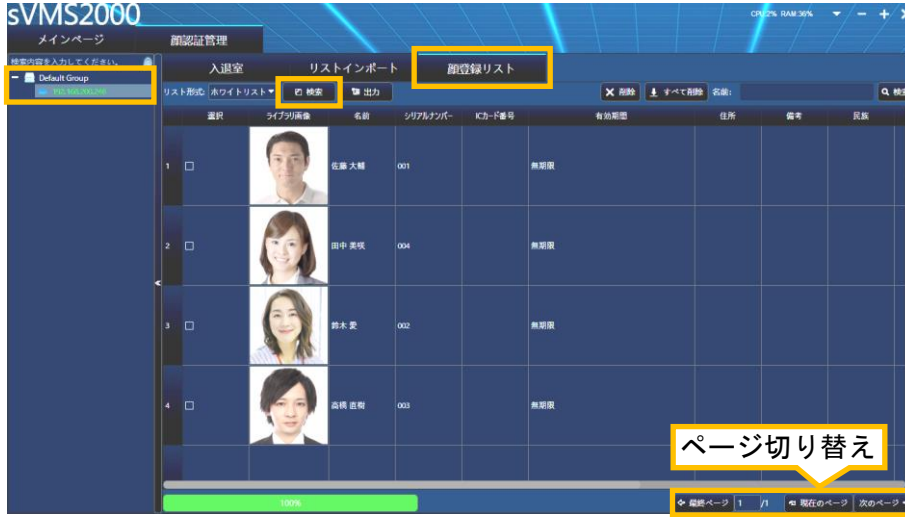 sVMS2000
CPU:2% RAM:36%
メインページ 顔認証管理
検索内容を入力してください。
Default Group
入退室 リストインポート 顔登録リスト
リスト形式: ホワイトリスト 検索 出力 削除 すべて削除 名前: 検索
選択 ライブラリ画像 名前 シリアルナンバー ICカード番号 有効期間 住所 備考 民族
1 佐藤 大輔 001 無期限
2 田中 美咲 004 無期限
3 鈴木 愛 002 無期限
4 高橋 直樹 003 無期限
ページ切り替え
100%
最終ページ 1 /1 現在のページ 次のページ